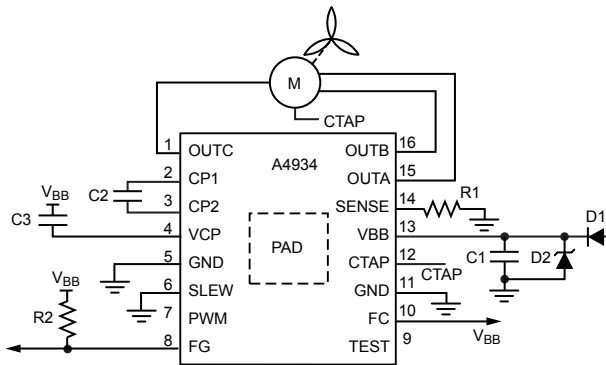 M
CTAP
1 OUTC A4934 OUTB 16
2 CP1 OUTA 15
C2
3 CP2 SENSE 14 R1
VBB
C3
4 VCP PAD VBB 13 D1
5 GND CTAP 12 CTAP C1 D2
VBB
6 SLEW GND 11
R2
7 PWM FC 10 VBB
8 FG TEST 9